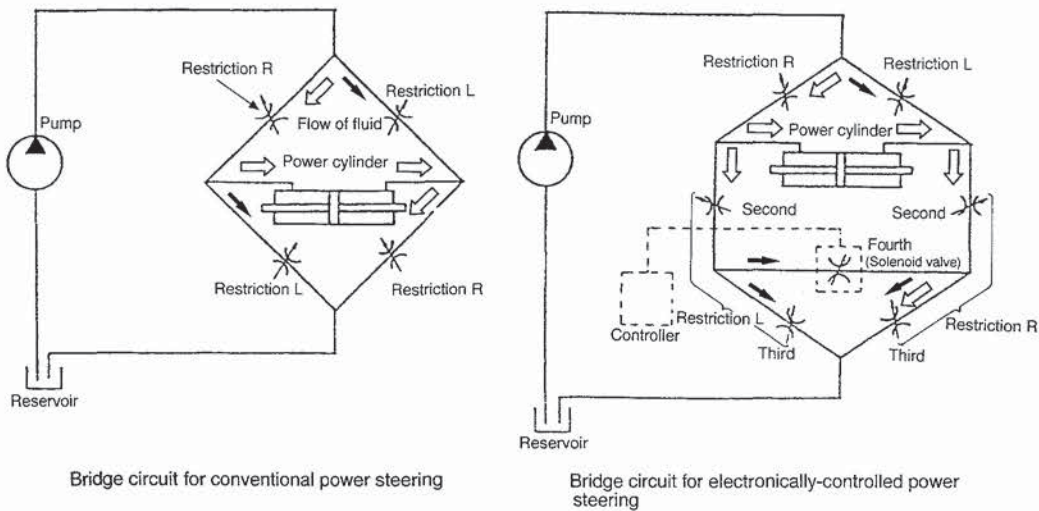 Restriction R
Restriction L
Pump
Flow of fluid
Power cylinder
Restriction L
Restriction R
Reservoir
Bridge circuit for conventional power steering
Restriction R
Restriction L
Pump
Power cylinder
Second
Second
Fourth
(Solenoid valve)
Restriction L
Restriction R
Controller
Third
Third
Reservoir
Bridge circuit for electronically-controlled power
steering